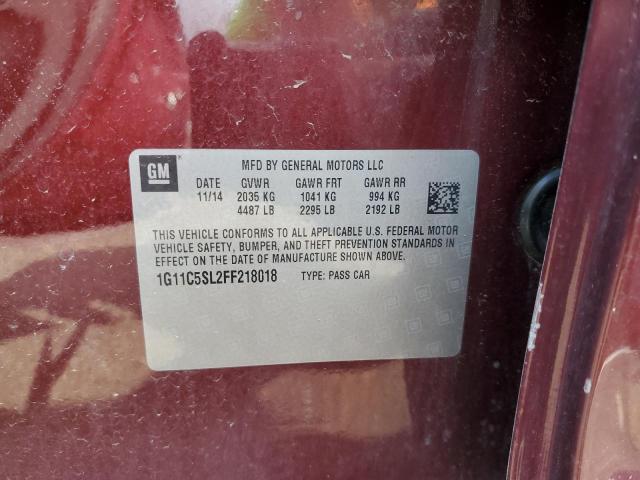 GM
MFD BY GENERAL MOTORS LLC
DATE GVWR GAWR FRT GAWR RR
11/14 2035 KG 1041 KG 994 KG
4487 LB 2295 LB 2192 LB
THIS VEHICLE CONFORMS TO ALL APPLICABLE U.S. FEDERAL MOTOR
VEHICLE SAFETY, BUMPER, AND THEFT PREVENTION STANDARDS IN
EFFECT ON THE DATE OF MANUFACTURE SHOWN ABOVE.
1G11C5SL2FF218018 TYPE: PASS CAR